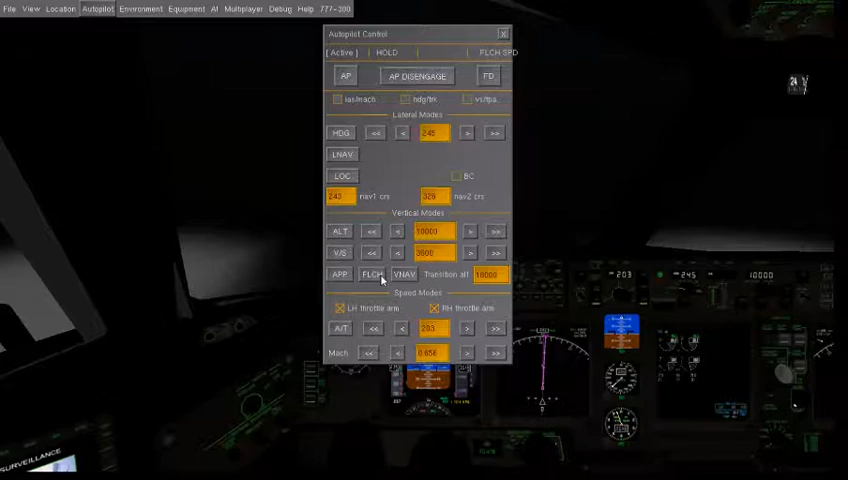 File View Location Autopilot Environment Equipment AI Multiplayer Debug Help 777-300
Autopilot Control X
[ Active ] HOLD FLCH SPD
AP AP DISENGAGE FD
ias/mach hdg/trk vs/fpa
Lateral Modes
HDG << < 245 > >>
LNAV
LOC BC
243 nav1 crs 329 nav2 crs
Vertical Modes
ALT << < 10000 > >>
V/S << < 3600 > >>
APP FLCH VNAV Transition alt 18000
Speed Modes
LH throttle arm RH throttle arm
A/T << < 203 > >>
Mach << < 0.656 > >>
203 245 10000
SURVEILLANCE